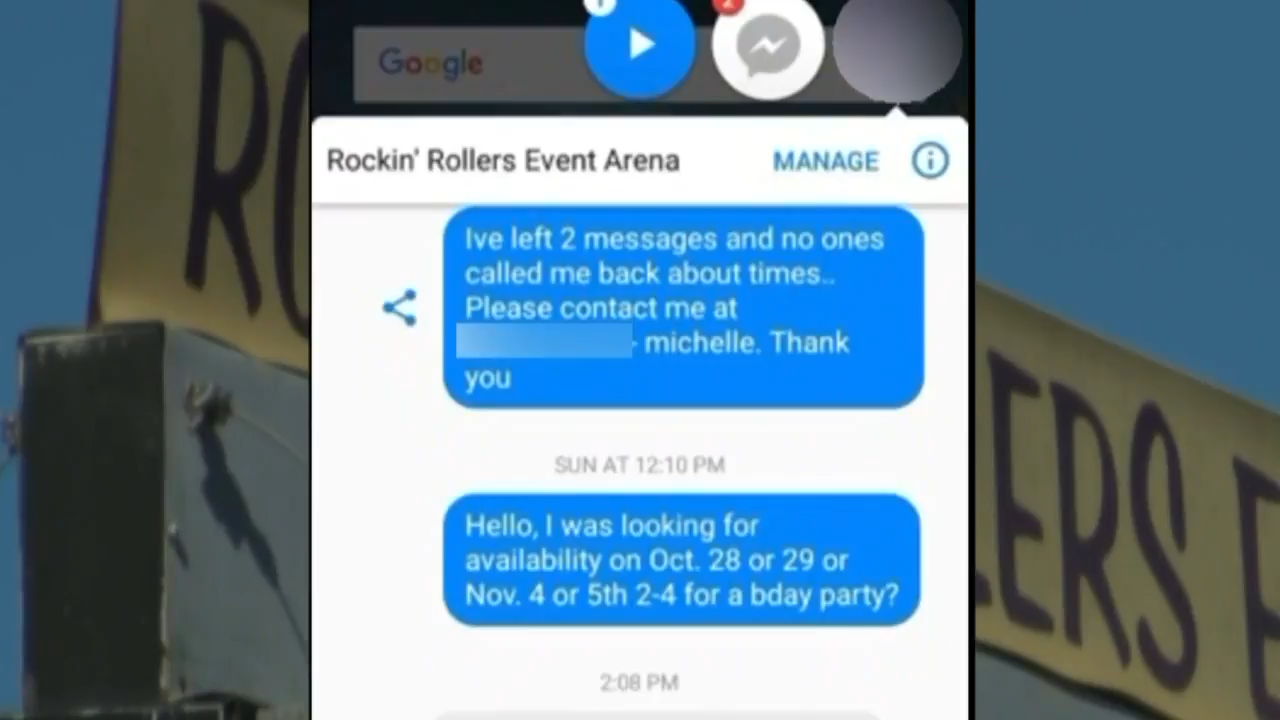 Google
Rockin' Rollers Event Arena
MANAGE
Ive left 2 messages and no ones
called me back about times..
Please contact me at
- michelle. Thank
you
SUN AT 12:10 PM
Hello, I was looking for
availability on Oct. 28 or 29 or
Nov. 4 or 5th 2-4 for a bday party?
2:08 PM
RO
ERS E